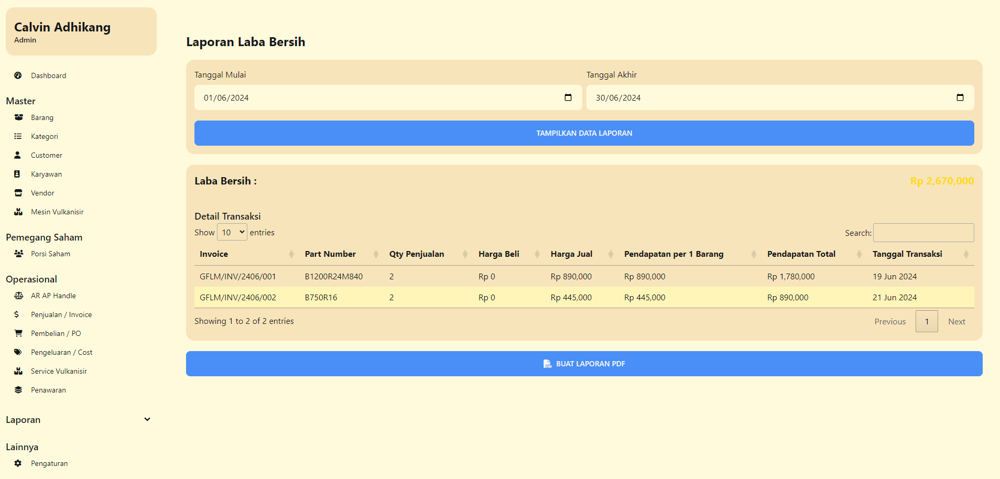 Calvin Adhikang
Admin
Dashboard
Master
Barang
Kategori
Customer
Karyawan
Vendor
Mesin Vulkanisir
Pemegang Saham
Porsi Saham
Operasional
AR AP Handle
Penjualan / Invoice
Pembelian / PO
Pengeluaran / Cost
Service Vulkanisir
Penawaran
Laporan
Lainnya
Pengaturan
Laporan Laba Bersih
Tanggal Mulai Tanggal Akhir
01/06/2024 30/06/2024
TAMPILKAN DATA LAPORAN
Laba Bersih : Rp 2,670,000
Detail Transaksi
Show 10 entries Search:
Invoice Part Number Qty Penjualan Harga Beli Harga Jual Pendapatan per 1 Barang Pendapatan Total Tanggal Transaksi
GFLM/INV/2406/001 B1200R24M840 2 Rp 0 Rp 890,000 Rp 890,000 Rp 1,780,000 19 Jun 2024
GFLM/INV/2406/002 B750R16 2 Rp 0 Rp 445,000 Rp 445,000 Rp 890,000 21 Jun 2024
Showing 1 to 2 of 2 entries Previous 1 Next
BUAT LAPORAN PDF